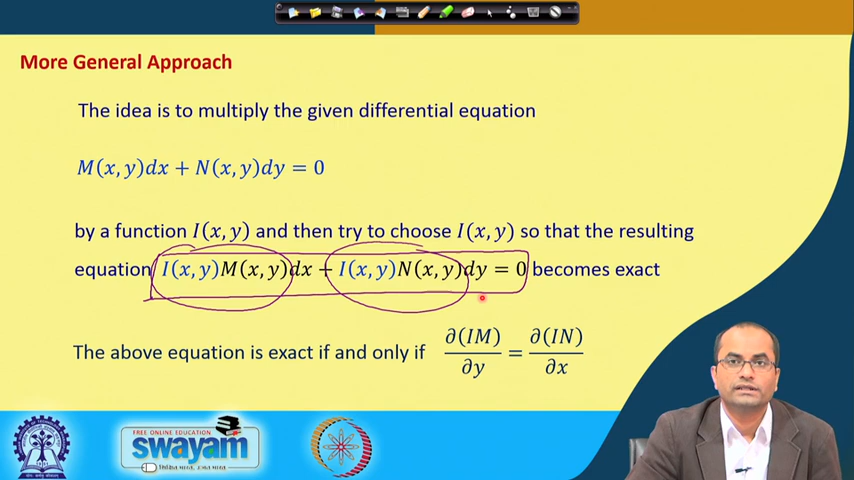 More General Approach
The idea is to multiply the given differential equation
M(x, y)dx + N(x, y)dy = 0
by a function I(x, y) and then try to choose I(x, y) so that the resulting
equation I(x, y)M(x, y)dx + I(x, y)N(x, y)dy = 0 becomes exact
The above equation is exact if and only if ∂(IM)/∂y = ∂(IN)/∂x
FREE ONLINE EDUCATION
swayam